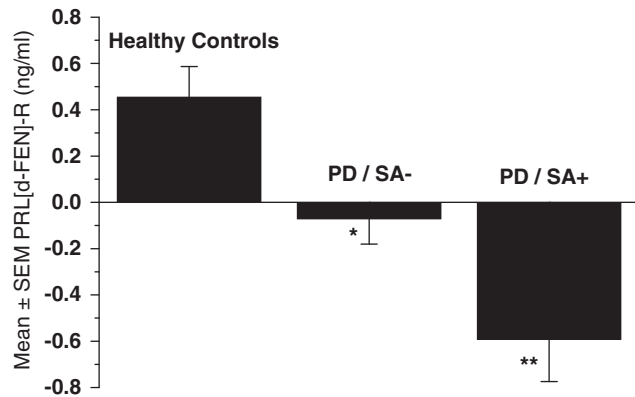 Mean ± SEM PRL[d-FEN]-R (ng/ml)
0.8
0.6
0.4
0.2
0.0
-0.2
-0.4
-0.6
-0.8
Healthy Controls
PD / SA-
PD / SA+
*
**